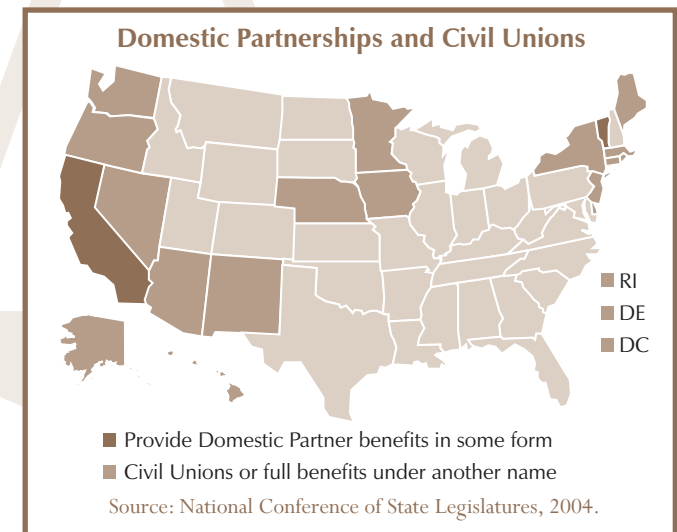 Domestic Partnerships and Civil Unions
RI
DE
DC
Provide Domestic Partner benefits in some form
Civil Unions or full benefits under another name
Source: National Conference of State Legislatures, 2004.